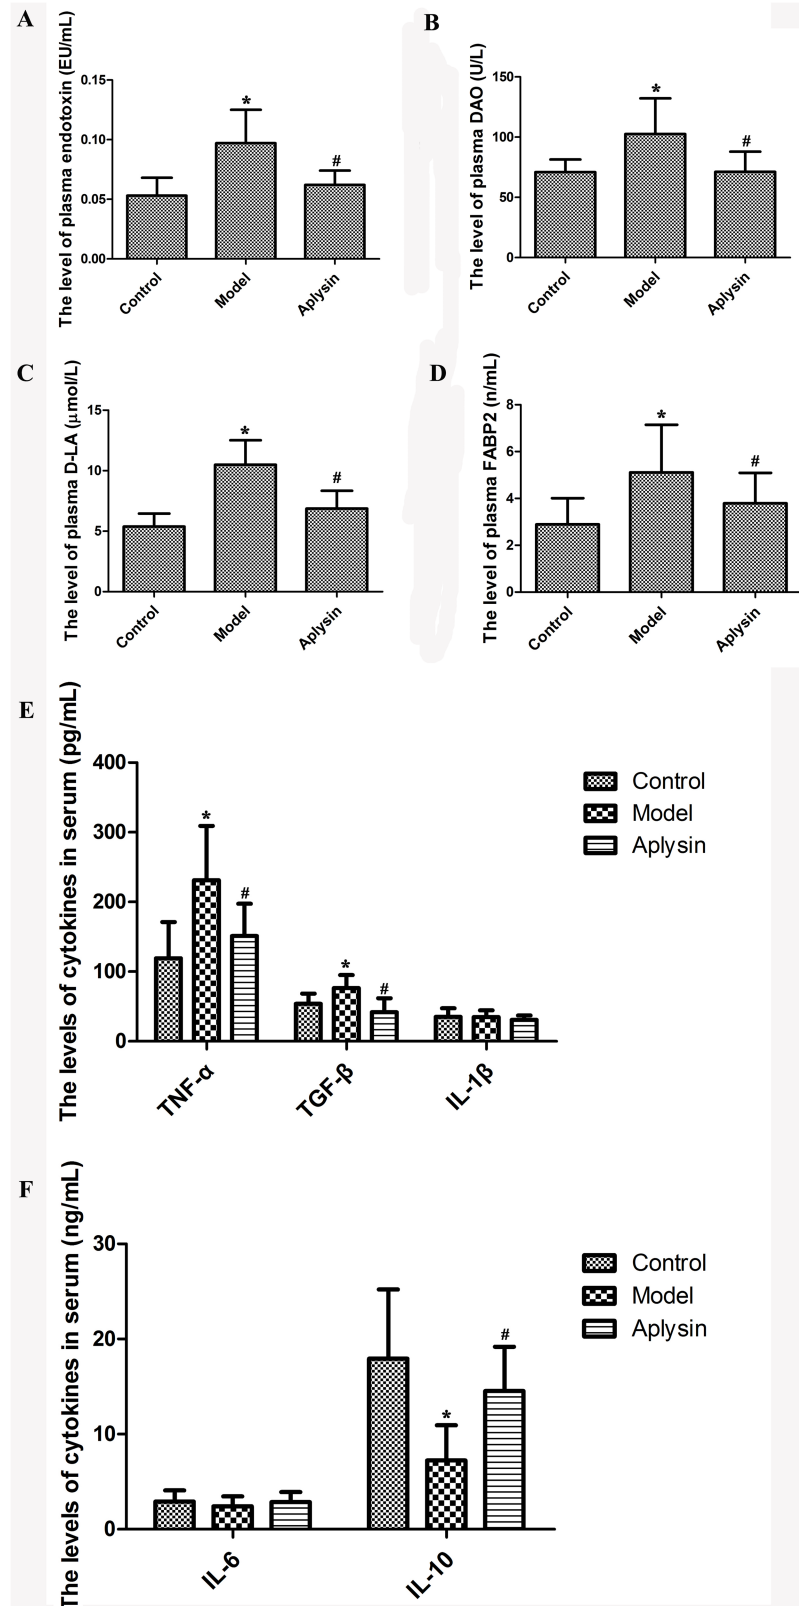 A
The level of plasma endotoxin (EU/mL)
0.15
0.10
0.05
0.00
*
#
Control
Model
Aplysin
B
The level of plasma DAO (U/L)
150
100
50
0
*
#
Control
Model
Aplysin
C
The level of plasma D-LA (μmol/L)
15
10
5
0
*
#
Control
Model
Aplysin
D
The level of plasma FABP2 (n/mL)
8
6
4
2
0
*
#
Control
Model
Aplysin
E
The levels of cytokines in serum (pg/mL)
400
300
200
100
0
*
#
*
#
TNF-α
TGF-β
IL-1β
Control
Model
Aplysin
F
The levels of cytokines in serum (ng/mL)
30
20
10
0
*
#
IL-6
IL-10
Control
Model
Aplysin